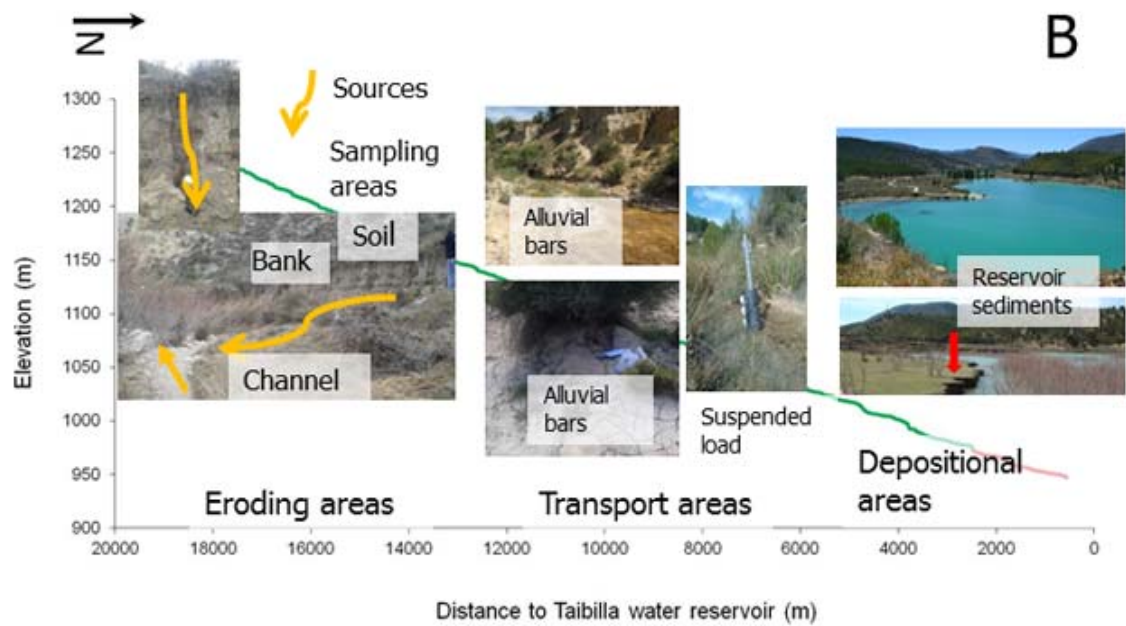 N
B
1300
1250
1200
1150
1100
1050
1000
950
900
Elevation (m)
Sources
Sampling
areas
Soil
Bank
Channel
Alluvial
bars
Alluvial
bars
Suspended
load
Reservoir
sediments
Eroding areas
Transport areas
Depositional
areas
20000 18000 16000 14000 12000 10000 8000 6000 4000 2000 0
Distance to Taibilla water reservoir (m)